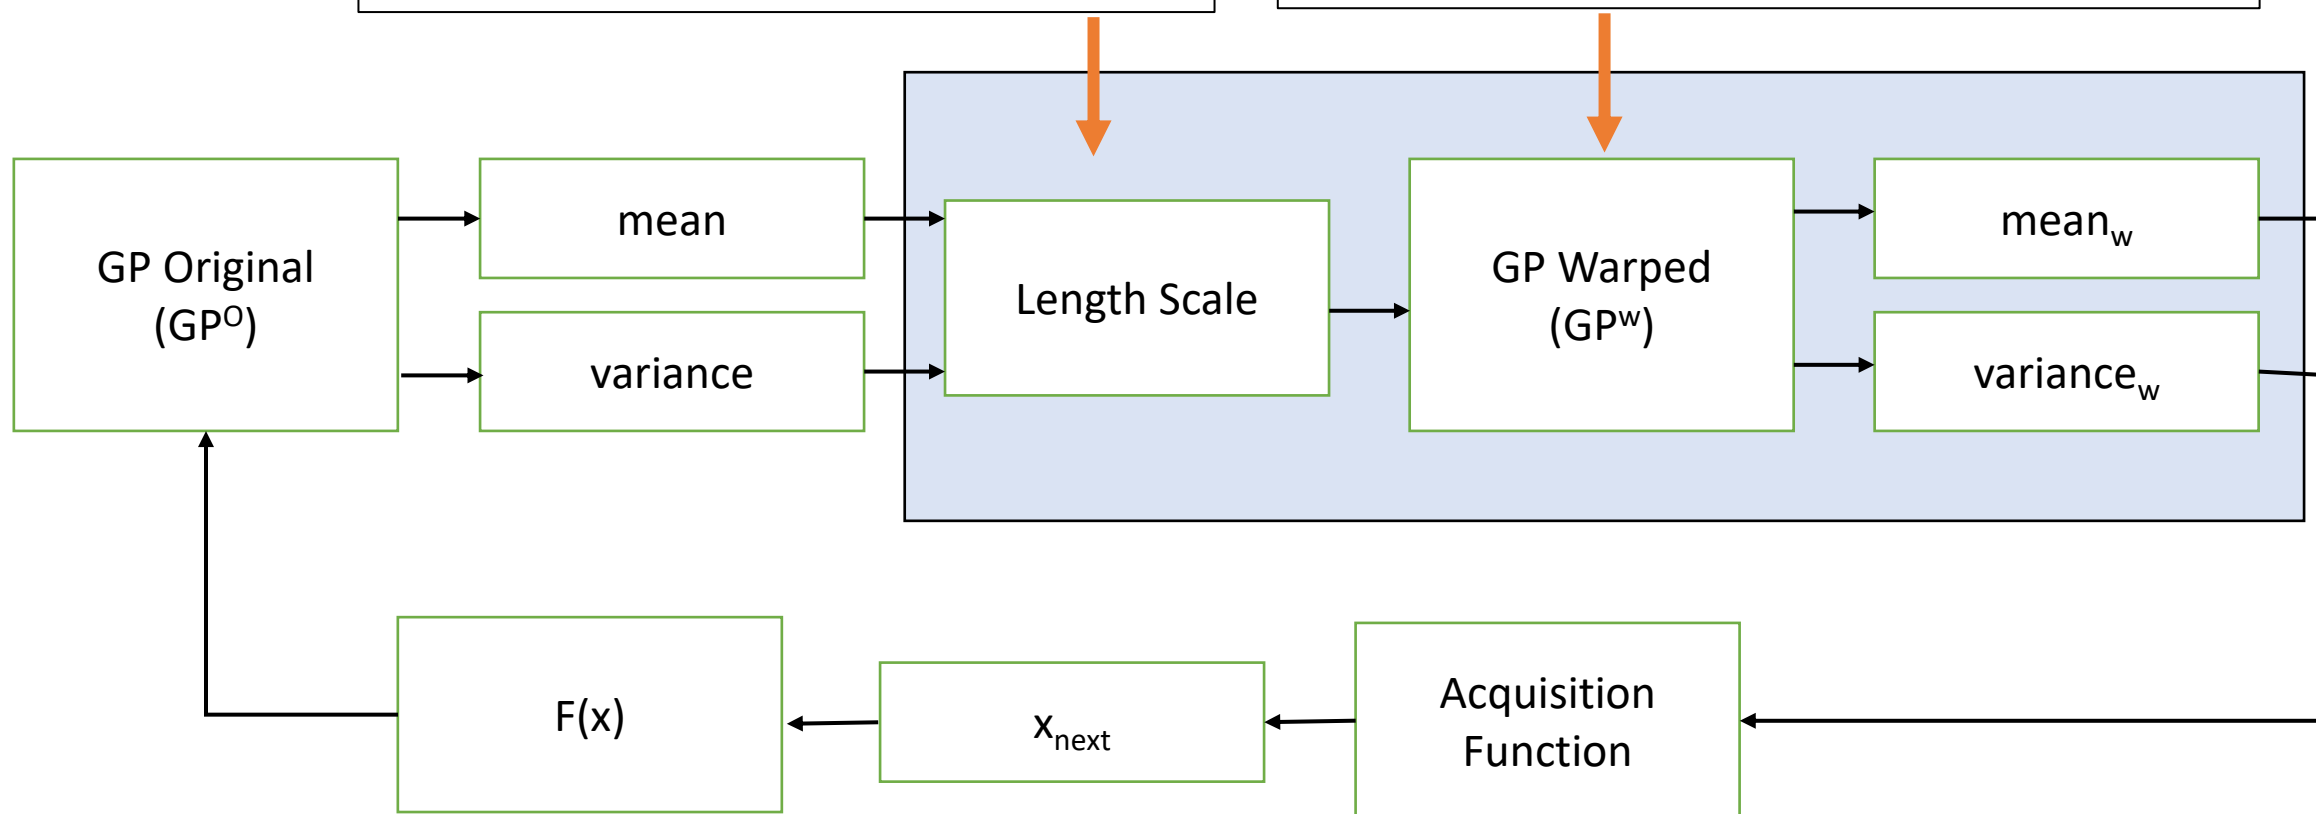 GP Original
(GPᴼ)
mean
variance
Length Scale
GP Warped
(GPʷ)
mean_w
variance_w
F(x)
x_next
Acquisition
Function